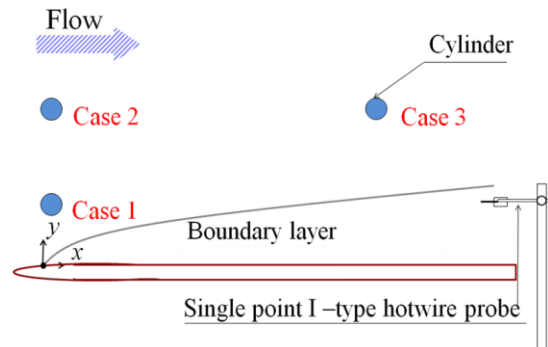 Flow
Cylinder
Case 2
Case 3
Case 1
y
x
Boundary layer
Single point I –type hotwire probe